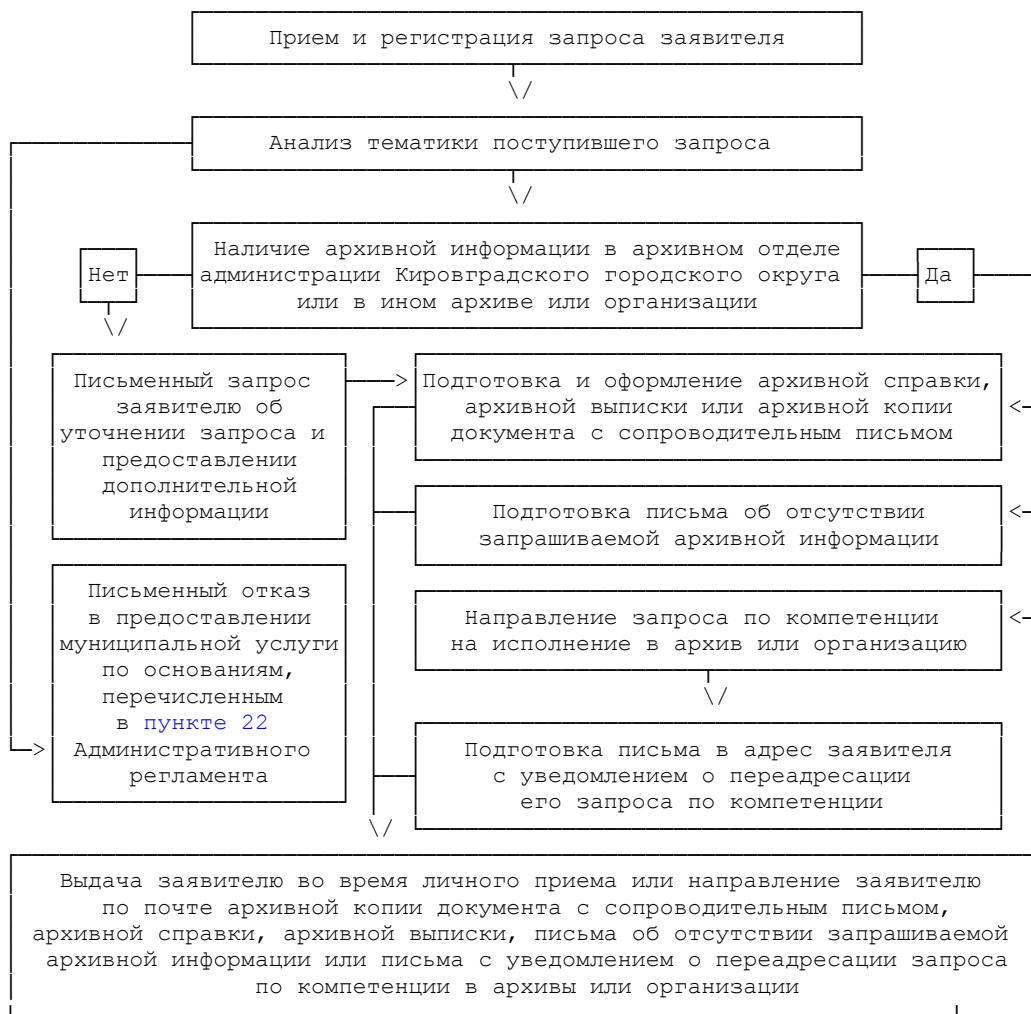 Прием и регистрация запроса заявителя
Анализ тематики поступившего запроса
Наличие архивной информации в архивном отделе
администрации Кировградского городского округа
или в ином архиве или организации
Нет
Да
Письменный запрос
заявителю об
уточнении запроса и
предоставлении
дополнительной
информации
Подготовка и оформление архивной справки,
архивной выписки или архивной копии
документа с сопроводительным письмом
Подготовка письма об отсутствии
запрашиваемой архивной информации
Письменный отказ
в предоставлении
муниципальной услуги
по основаниям,
перечисленным
в пункте 22
Административного
регламента
Направление запроса по компетенции
на исполнение в архив или организацию
Подготовка письма в адрес заявителя
с уведомлением о переадресации
его запроса по компетенции
Выдача заявителю во время личного приема или направление заявителю
по почте архивной копии документа с сопроводительным письмом,
архивной справки, архивной выписки, письма об отсутствии запрашиваемой
архивной информации или письма с уведомлением о переадресации запроса
по компетенции в архивы или организации